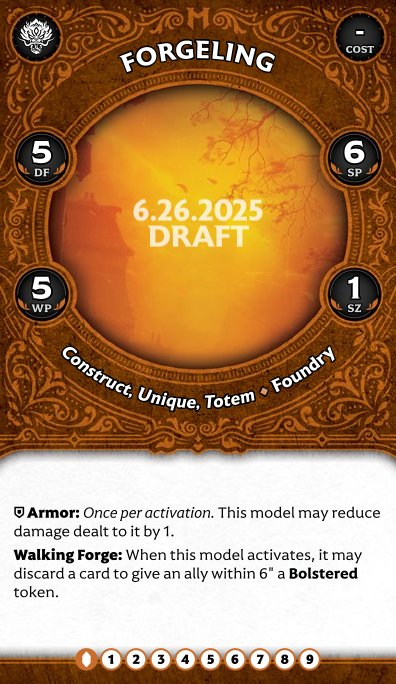 FORGELING
-
COST
5
DF
6
SP
6.26.2025
DRAFT
5
WP
1
SZ
Construct, Unique, Totem ◆ Foundry
Armor: Once per activation. This model may reduce
damage dealt to it by 1.
Walking Forge: When this model activates, it may
discard a card to give an ally within 6" a Bolstered
token.
1 2 3 4 5 6 7 8 9